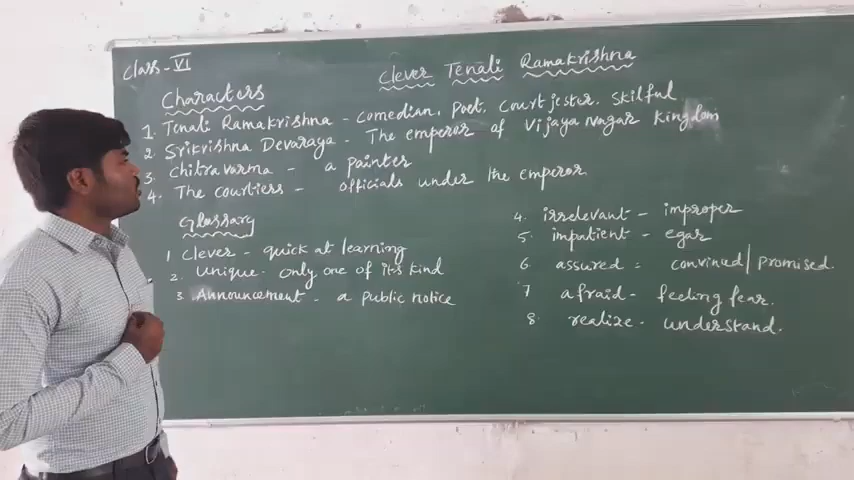 Class - VI
Clever Tenali Ramakrishna
Characters
1. Tenali Ramakrishna - comedian, Poet, Court jester, Skilful
2. Srikrishna Devaraya - The emperor of Vijaya Nagar Kingdom
3. Chitravarma - a painter
4. The courtiers - officials under the emperor
Glossary
1 Clever - quick at learning
2. Unique - only one of it's kind
3. Announcement - a public notice
4. irrelevant - improper
5. impatient - egar
6 assured = convinued / promised.
7 afraid - feeling fear.
8. realize - understand.